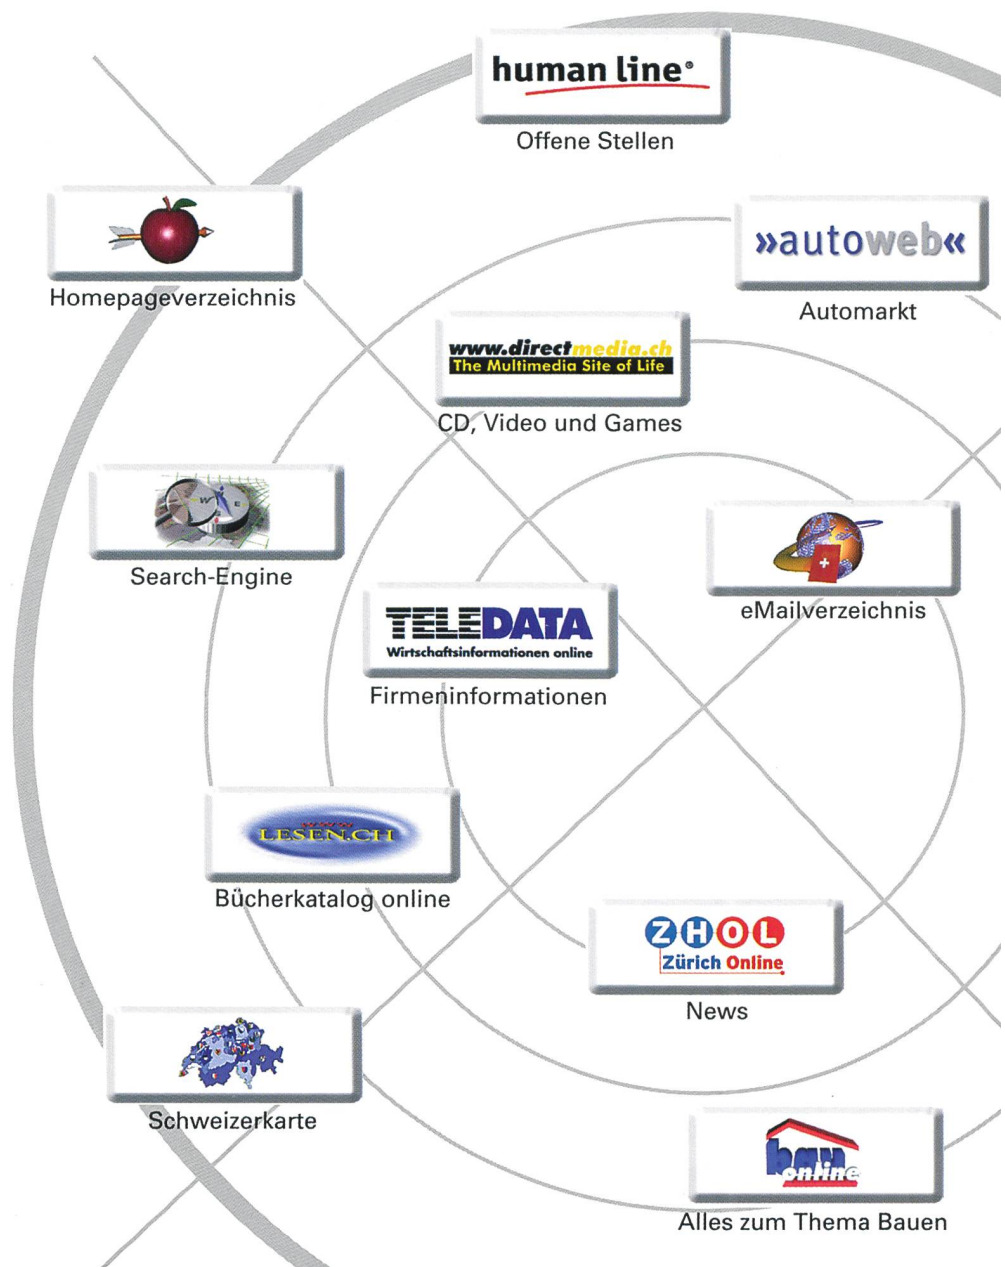 human line®
Offene Stellen
Homepageverzeichnis
»autoweb«
Automarkt
www.directmedia.ch
The Multimedia Site of Life
CD, Video und Games
W E
Search-Engine
eMailverzeichnis
TELEDATA
Wirtschaftsinformationen online
Firmeninformationen
WWW
LESEN.CH
Bücherkatalog online
ZHOL
Zürich Online
News
Schweizerkarte
bau
online
Alles zum Thema Bauen